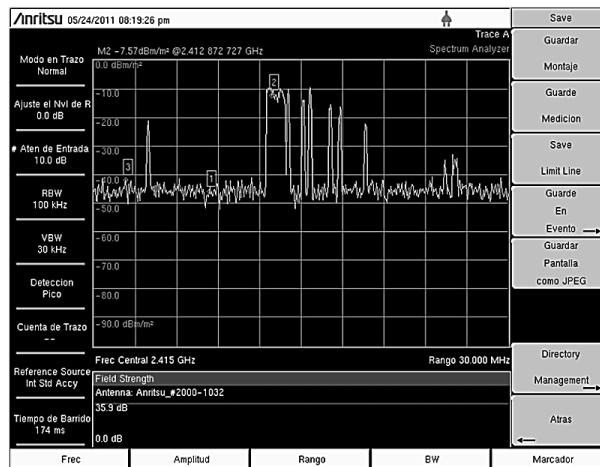 Anritsu 05/24/2011 08:19:26 pm
Save
Trace A
M2 -7.57dBm/m² @2.412 872 727 GHz
Spectrum Analyzer
Guardar
Montaje
Modo en Trazo
Normal
0.0 dBm/m²
2
-10.0
Guarde
Medicion
Ajuste el Nvl de R
0.0 dB
-20.0
# Aten de Entrada
10.0 dB
-30.0
Save
Limit Line
3
1
-40.0
RBW
100 kHz
-50.0
Guarde
En
Evento
VBW
30 kHz
-60.0
Guardar
Pantalla
como JPEG
-70.0
Deteccion
Pico
-80.0
Cuenta de Trazo
--
-90.0 dBm/m²
Frec Central 2.415 GHz
Rango 30.000 MHz
Directory
Management
Reference Source
Int Std Accy
Field Strength
Antenna: Anritsu_#2000-1032
35.9 dB
Tiempo de Barrido
174 ms
0.0 dB
Atras
Frec
Amplitud
Rango
BW
Marcador